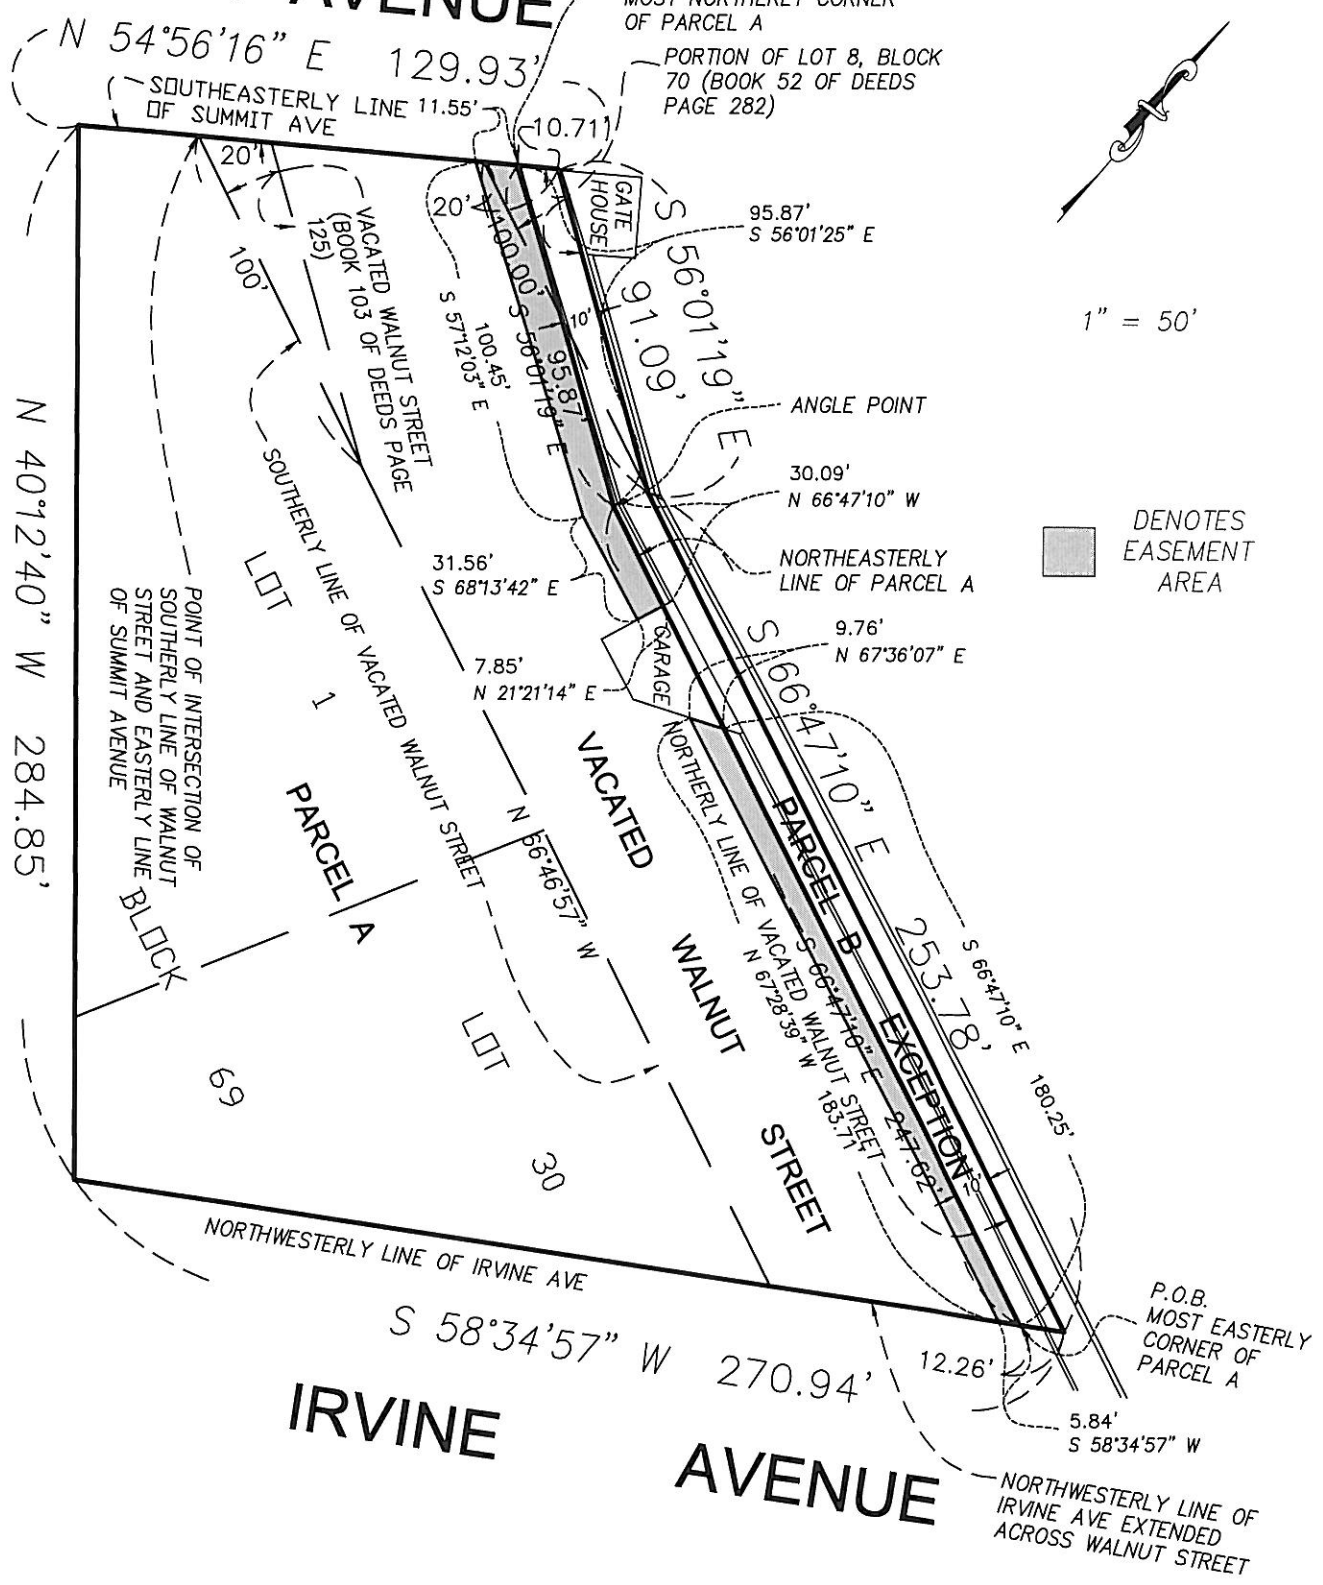 AVENUE
MOST NORTHERLY CORNER
OF PARCEL A
N 54°56'16" E 129.93'
PORTION OF LOT 8, BLOCK
70 (BOOK 52 OF DEEDS
PAGE 282)
SOUTHEASTERLY LINE
OF SUMMIT AVE
11.55'
10.71'
20'
20'
GATE
HOUSE
95.87'
S 56°01'25" E
S 56°01'19" E
91.09'
1" = 50'
100'
VACATED WALNUT STREET
(BOOK 103 OF DEEDS PAGE
125)
100.00'
S 56°01'19" E
95.87'
10'
100.45'
S 57°12'03" E
ANGLE POINT
30.09'
N 66°47'10" W
NORTHEASTERLY
LINE OF PARCEL A
DENOTES
EASEMENT
AREA
31.56'
S 68°13'42" E
9.76'
N 67°36'07" E
7.85'
N 21°21'14" E
GARAGE
N 40°12'40" W 284.85'
POINT OF INTERSECTION OF
SOUTHERLY LINE OF WALNUT
STREET AND EASTERLY LINE
OF SUMMIT AVENUE
LOT
1
SOUTHERLY LINE OF VACATED WALNUT STREET
PARCEL A
BLOCK
69
N 66°46'57" W
LOT
30
VACATED
WALNUT
STREET
NORTHERLY LINE OF VACATED WALNUT STREET
N 67°28'39" W 183.71'
S 66°47'10" E 247.62'
PARCEL B
EXCEPTION
10'
S 66°47'10" E 253.78'
S 66°47'10" E 180.25'
NORTHWESTERLY LINE OF IRVINE AVE
S 58°34'57" W 270.94'
12.26'
P.O.B.
MOST EASTERLY
CORNER OF
PARCEL A
5.84'
S 58°34'57" W
IRVINE AVENUE
NORTHWESTERLY LINE OF
IRVINE AVE EXTENDED
ACROSS WALNUT STREET